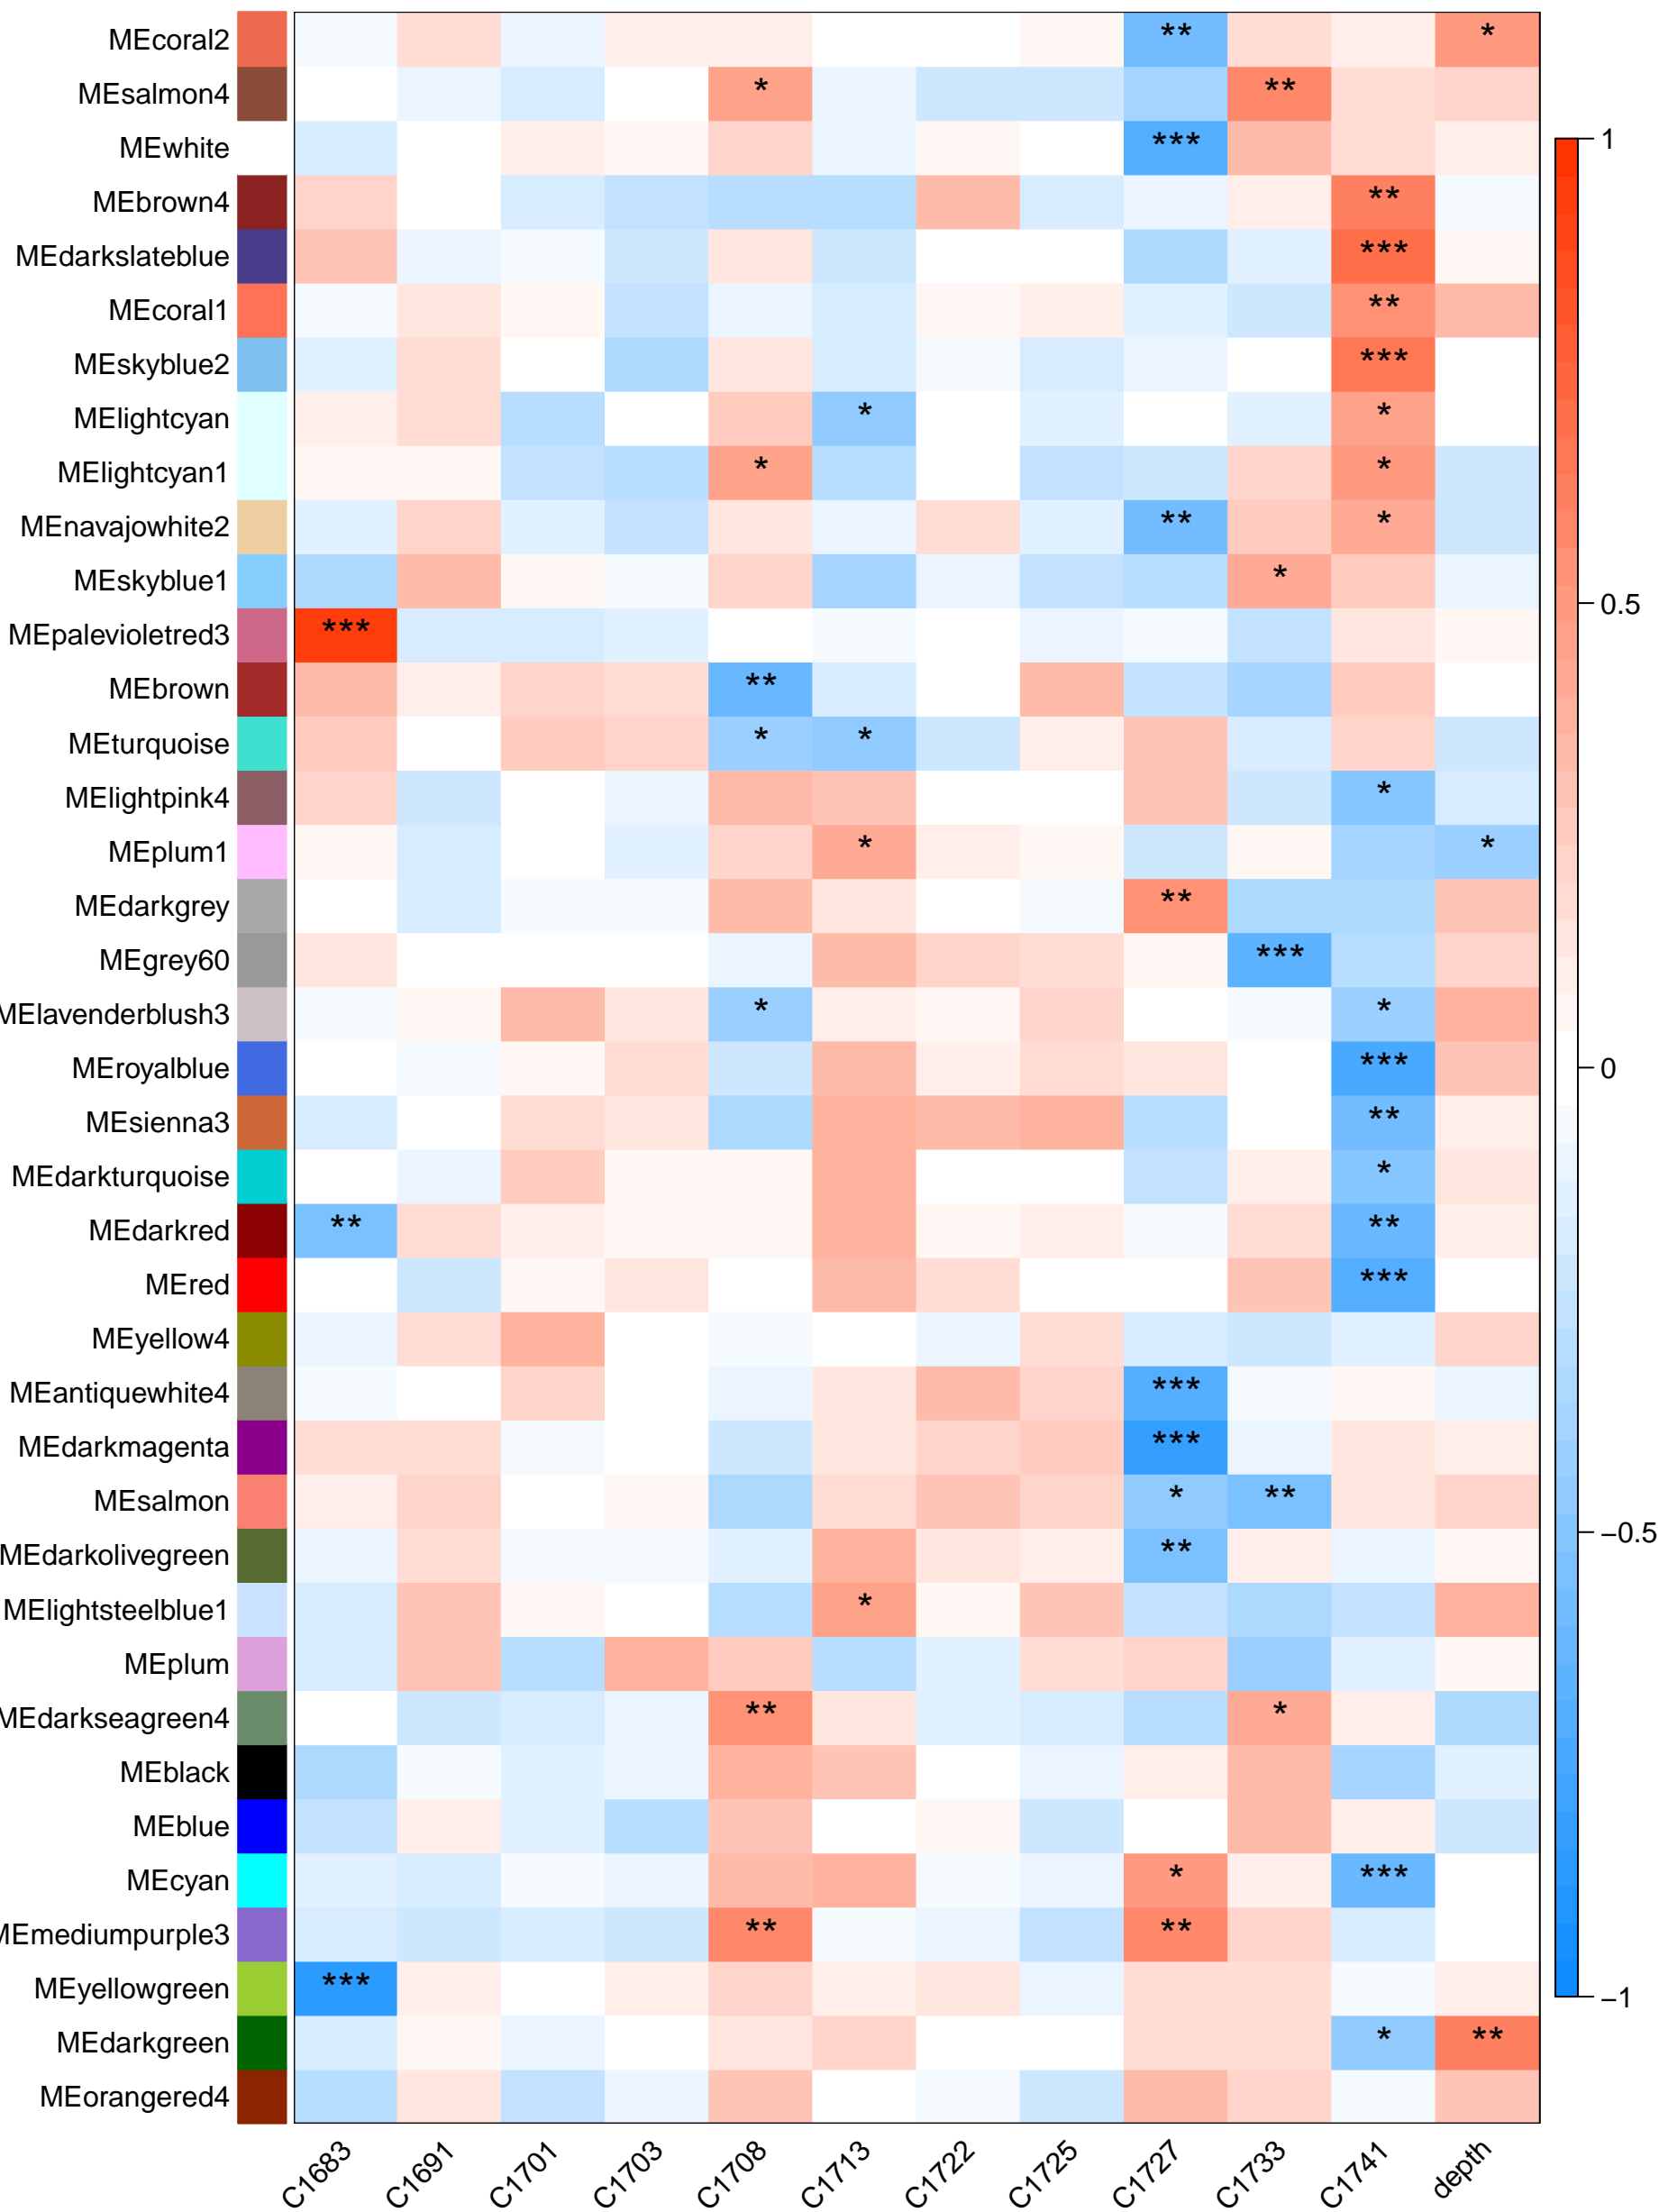 MEcoral2 ** *
MEsalmon4 * **
MEwhite ***
MEbrown4 **
MEdarkslateblue ***
MEcoral1 **
MEskyblue2 ***
MElightcyan * *
MElightcyan1 * *
MEnavajowhite2 ** *
MEskyblue1 *
MEpalevioletred3 ***
MEbrown **
MEturquoise * *
MElightpink4 *
MEplum1 * *
MEdarkgrey **
MEgrey60 ***
MElavenderblush3 * *
MEroyalblue ***
MEsienna3 **
MEdarkturquoise *
MEdarkred ** **
MEred ***
MEyellow4
MEantiquewhite4 ***
MEdarkmagenta ***
MEsalmon * **
MEdarkolivegreen **
MElightsteelblue1 *
MEplum
MEdarkseagreen4 ** *
MEblack
MEblue
MEcyan * ***
MEmediumpurple3 ** **
MEyellowgreen ***
MEdarkgreen * **
MEorangered4
C1683 C1691 C1701 C1703 C1708 C1713 C1722 C1725 C1727 C1733 C1741 depth
1
0.5
0
−0.5
−1